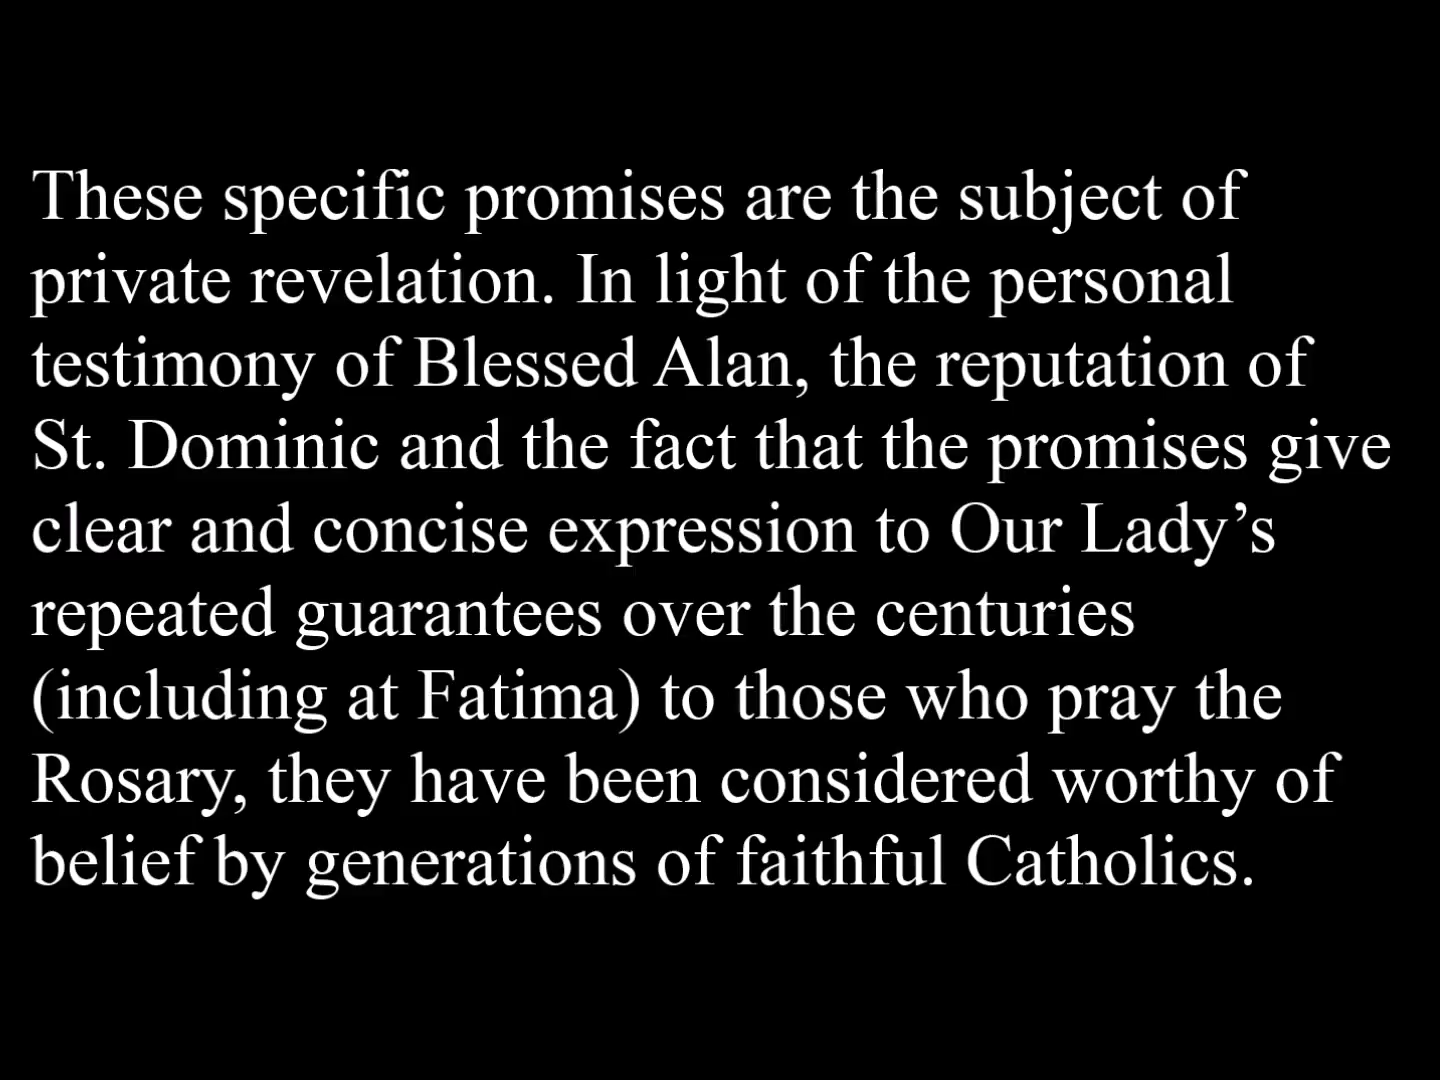 These specific promises are the subject of
private revelation. In light of the personal
testimony of Blessed Alan, the reputation of
St. Dominic and the fact that the promises give
clear and concise expression to Our Lady’s
repeated guarantees over the centuries
(including at Fatima) to those who pray the
Rosary, they have been considered worthy of
belief by generations of faithful Catholics.